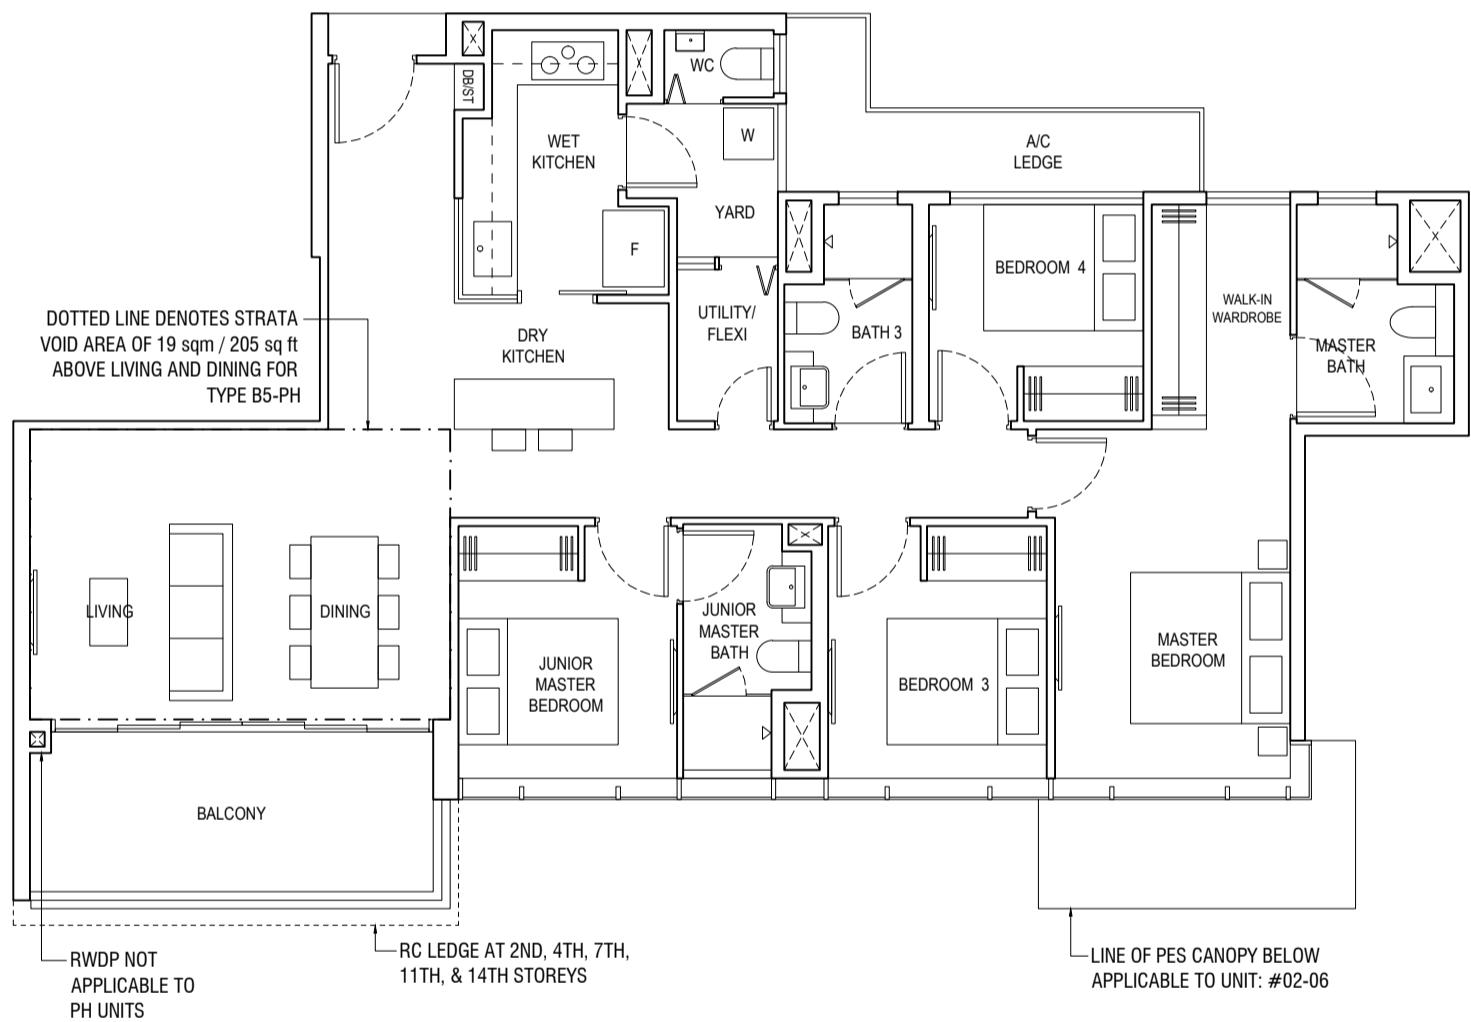 WC
DB/ST
W
WET
KITCHEN
A/C
LEDGE
YARD
F
BEDROOM 4
WALK-IN
WARDROBE
UTILITY/
FLEXI
BATH 3
MASTER
BATH
DOTTED LINE DENOTES STRATA
VOID AREA OF 19 sqm / 205 sq ft
ABOVE LIVING AND DINING FOR
TYPE B5-PH
DRY
KITCHEN
LIVING
DINING
JUNIOR
MASTER
BATH
JUNIOR
MASTER
BEDROOM
BEDROOM 3
MASTER
BEDROOM
BALCONY
RWDP NOT
APPLICABLE TO
PH UNITS
RC LEDGE AT 2ND, 4TH, 7TH,
11TH, & 14TH STOREYS
LINE OF PES CANOPY BELOW
APPLICABLE TO UNIT: #02-06